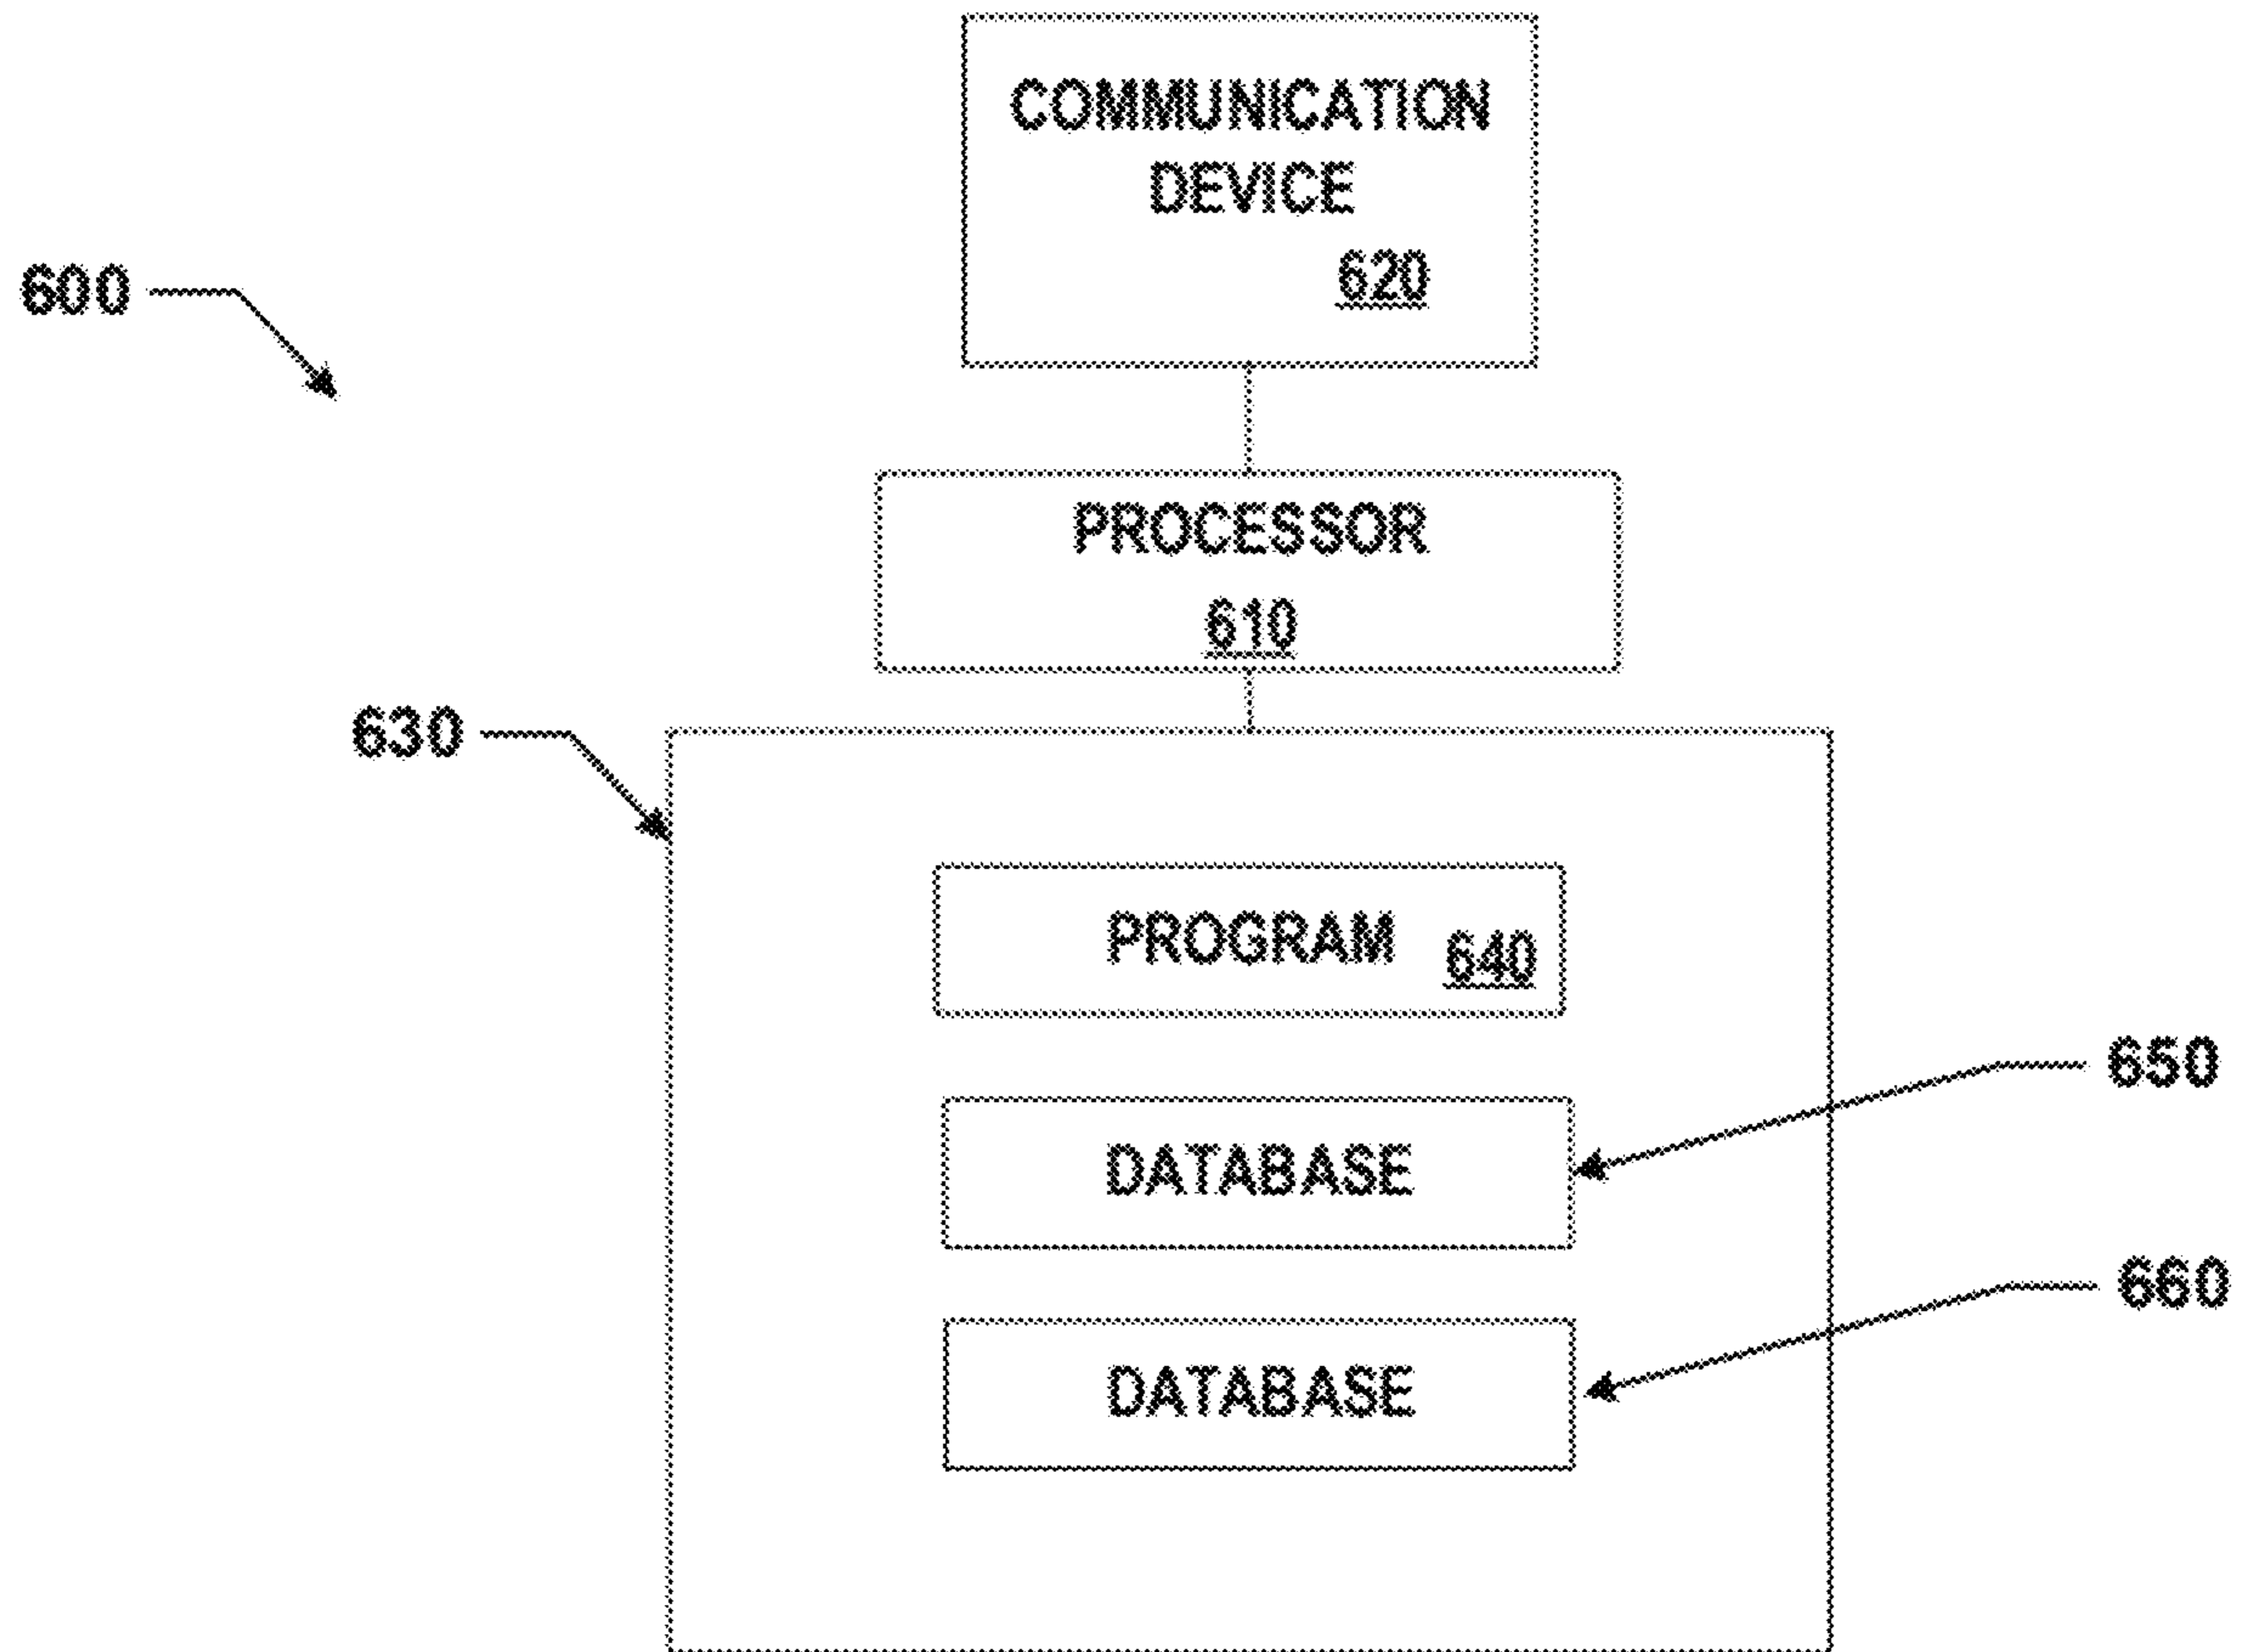 COMMUNICATION
DEVICE
620
600
PROCESSOR
610
630
PROGRAM 640
650
DATABASE
660
DATABASE